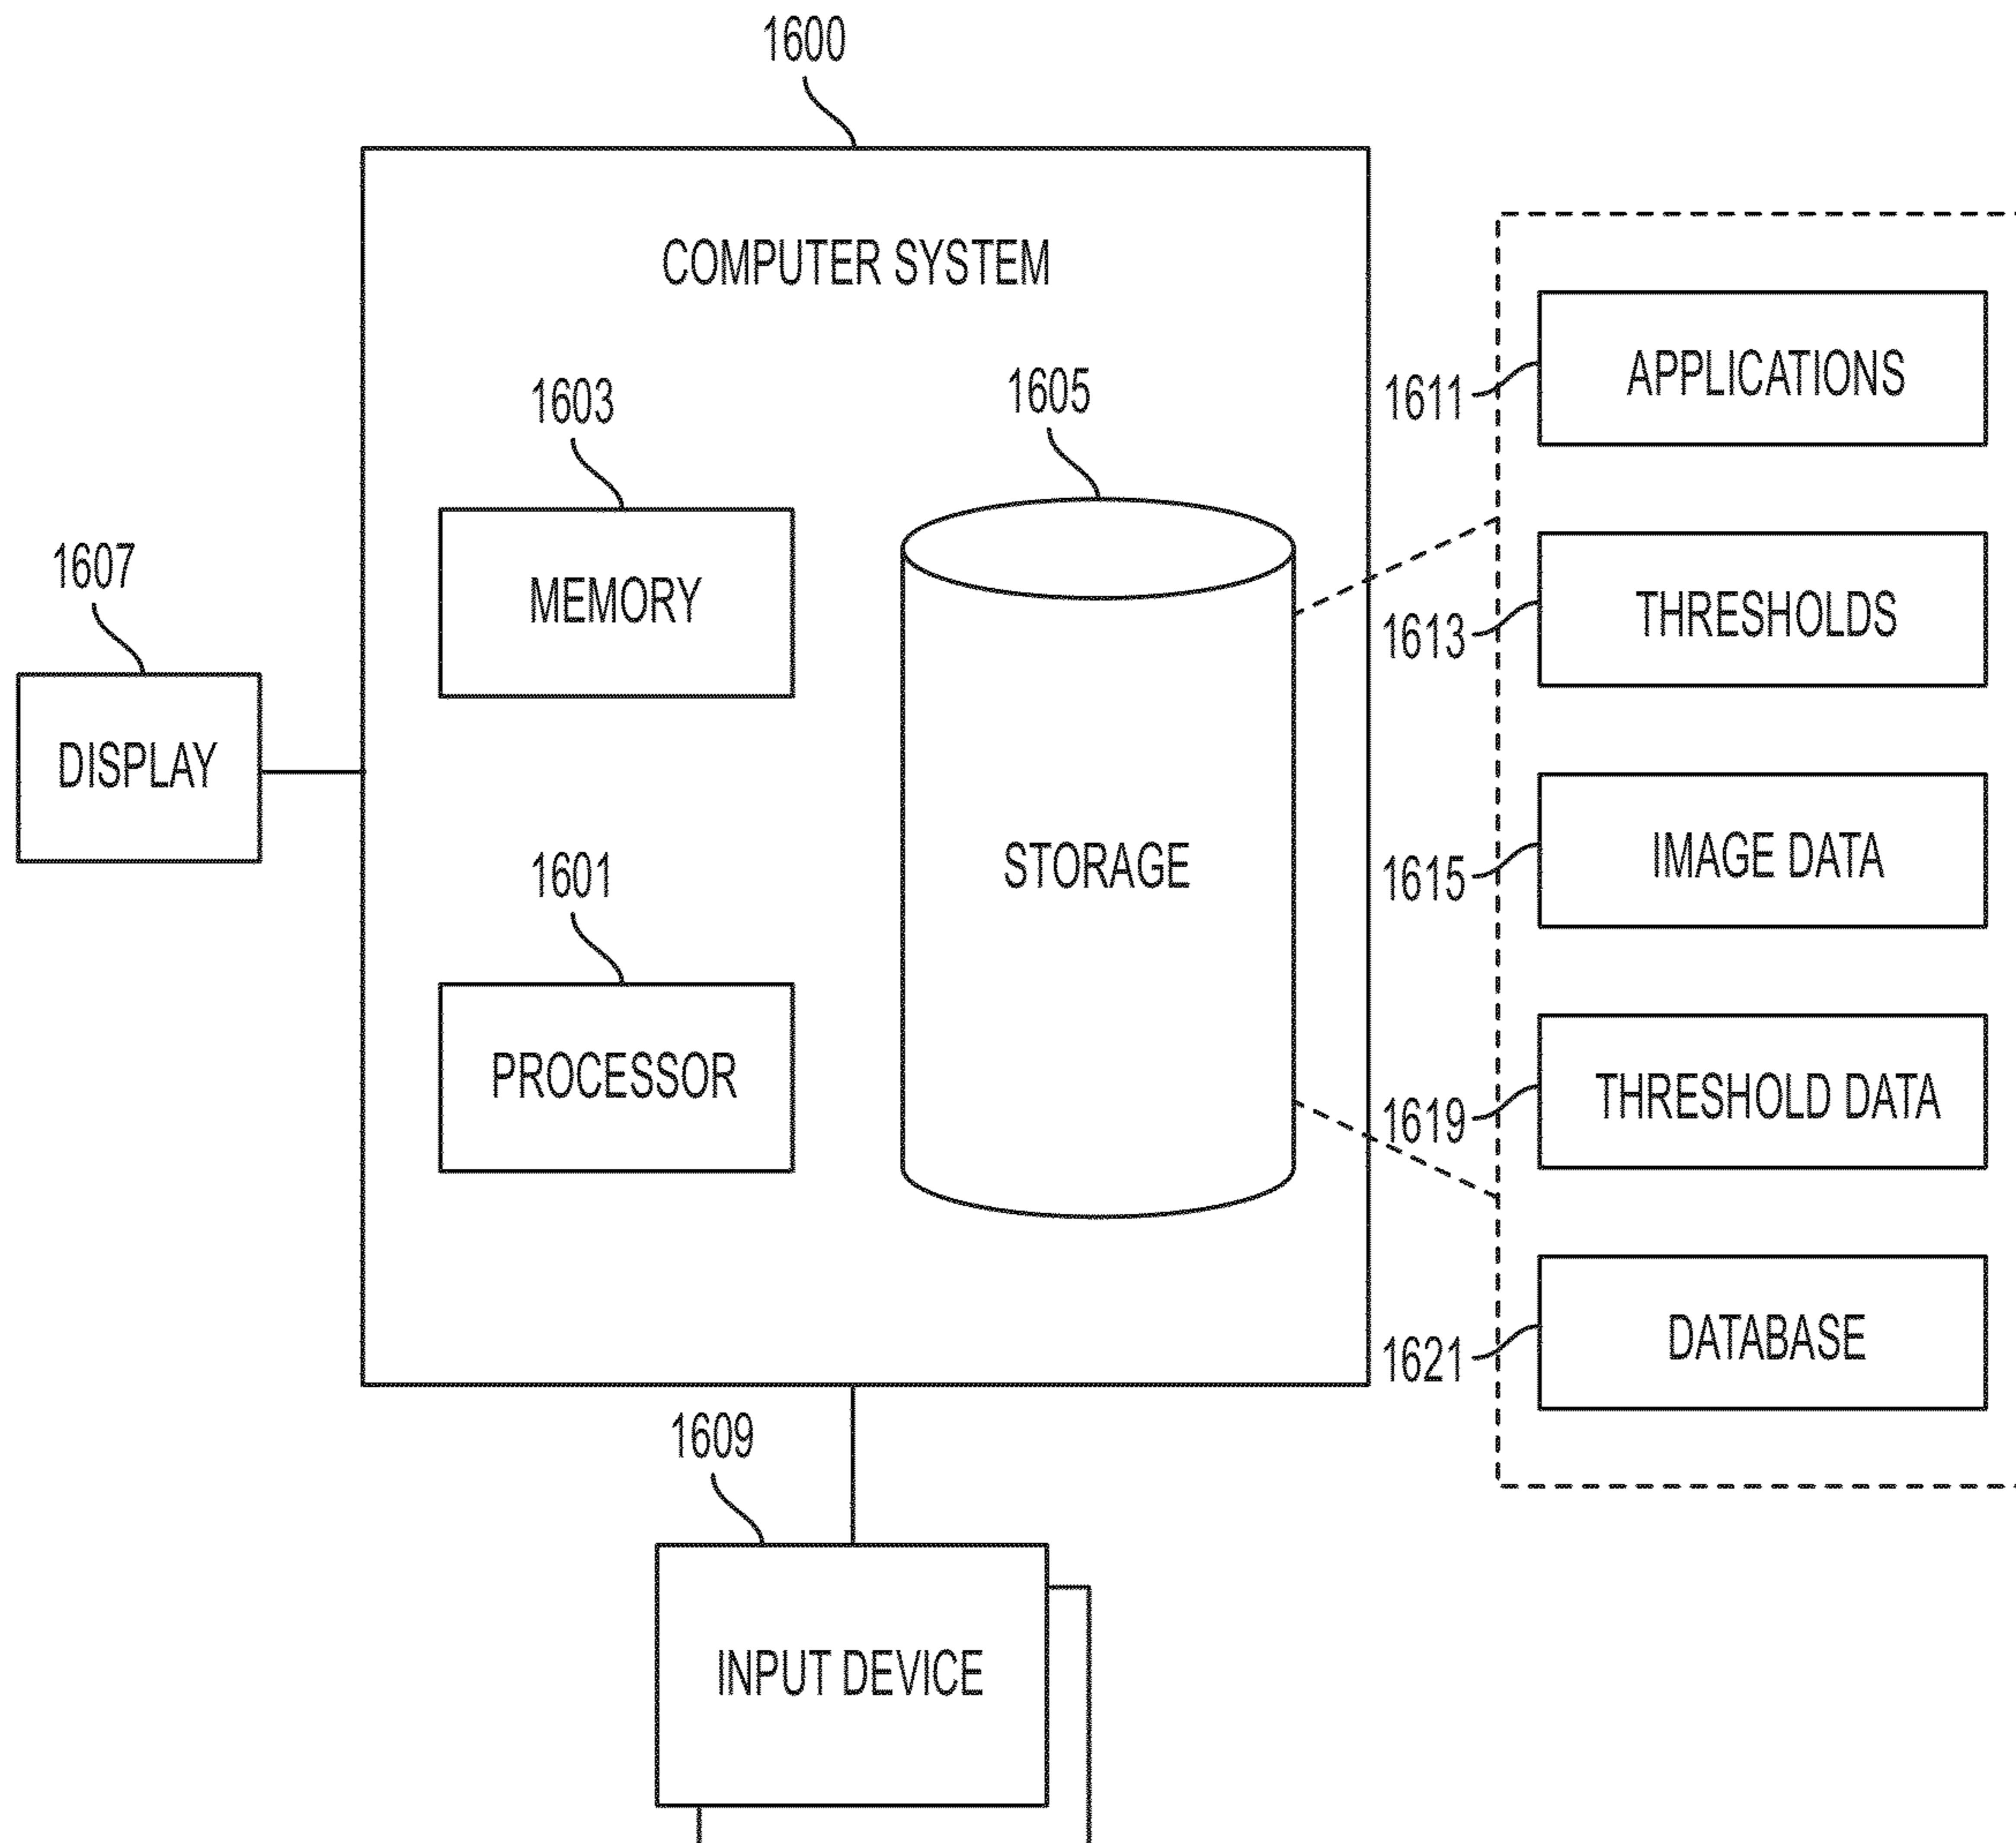 1600
COMPUTER SYSTEM
1603
1605
1611
APPLICATIONS
1607
MEMORY
1613
THRESHOLDS
DISPLAY
1601
STORAGE
1615
IMAGE DATA
PROCESSOR
1619
THRESHOLD DATA
1621
DATABASE
1609
INPUT DEVICE